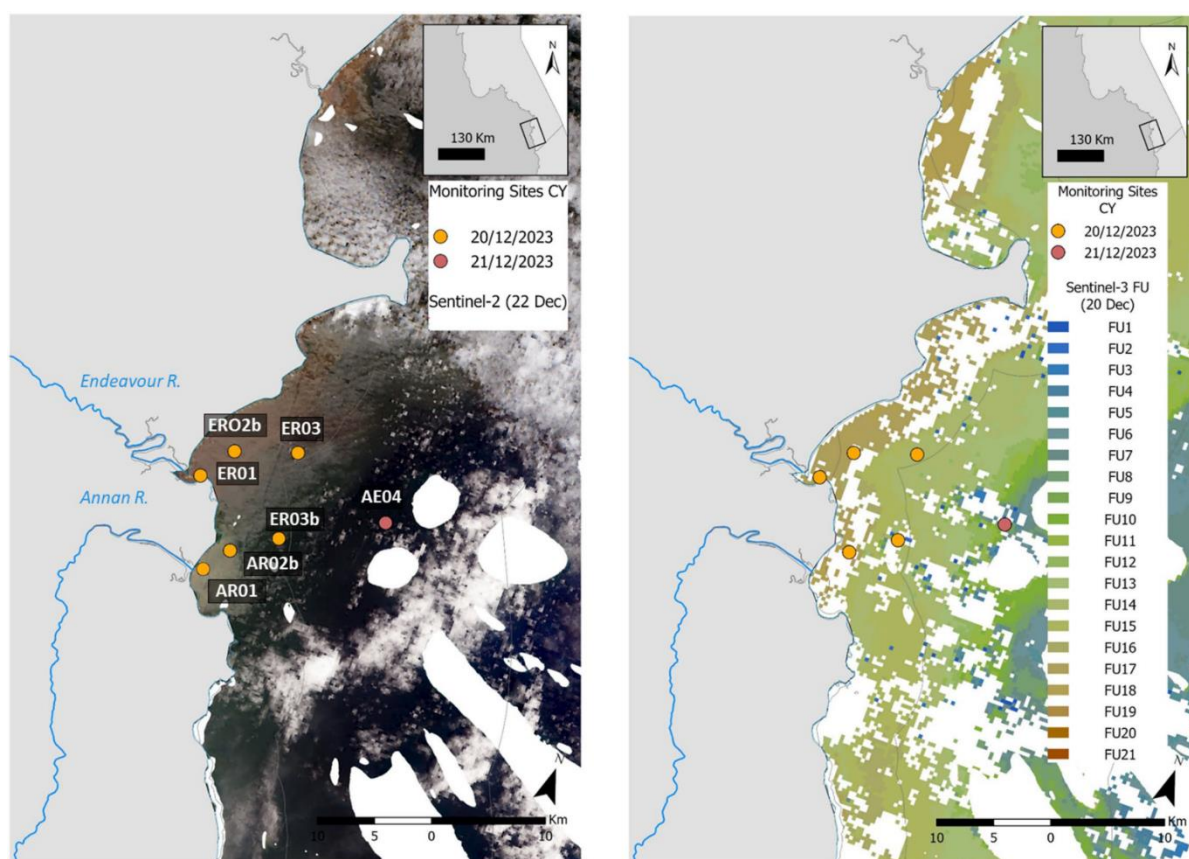 N
130 Km
Monitoring Sites CY
20/12/2023
21/12/2023
Sentinel-2 (22 Dec)
Endeavour R.
ERO2b
ER03
ER01
Annan R.
AE04
ER03b
AR02b
AR01
N
Km
10 0 10
N
130 Km
Monitoring Sites
CY
20/12/2023
21/12/2023
Sentinel-3 FU
(20 Dec)
FU1
FU2
FU3
FU4
FU5
FU6
FU7
FU8
FU9
FU10
FU11
FU12
FU13
FU14
FU15
FU16
FU17
FU18
FU19
FU20
FU21
N
Km
10 0 10